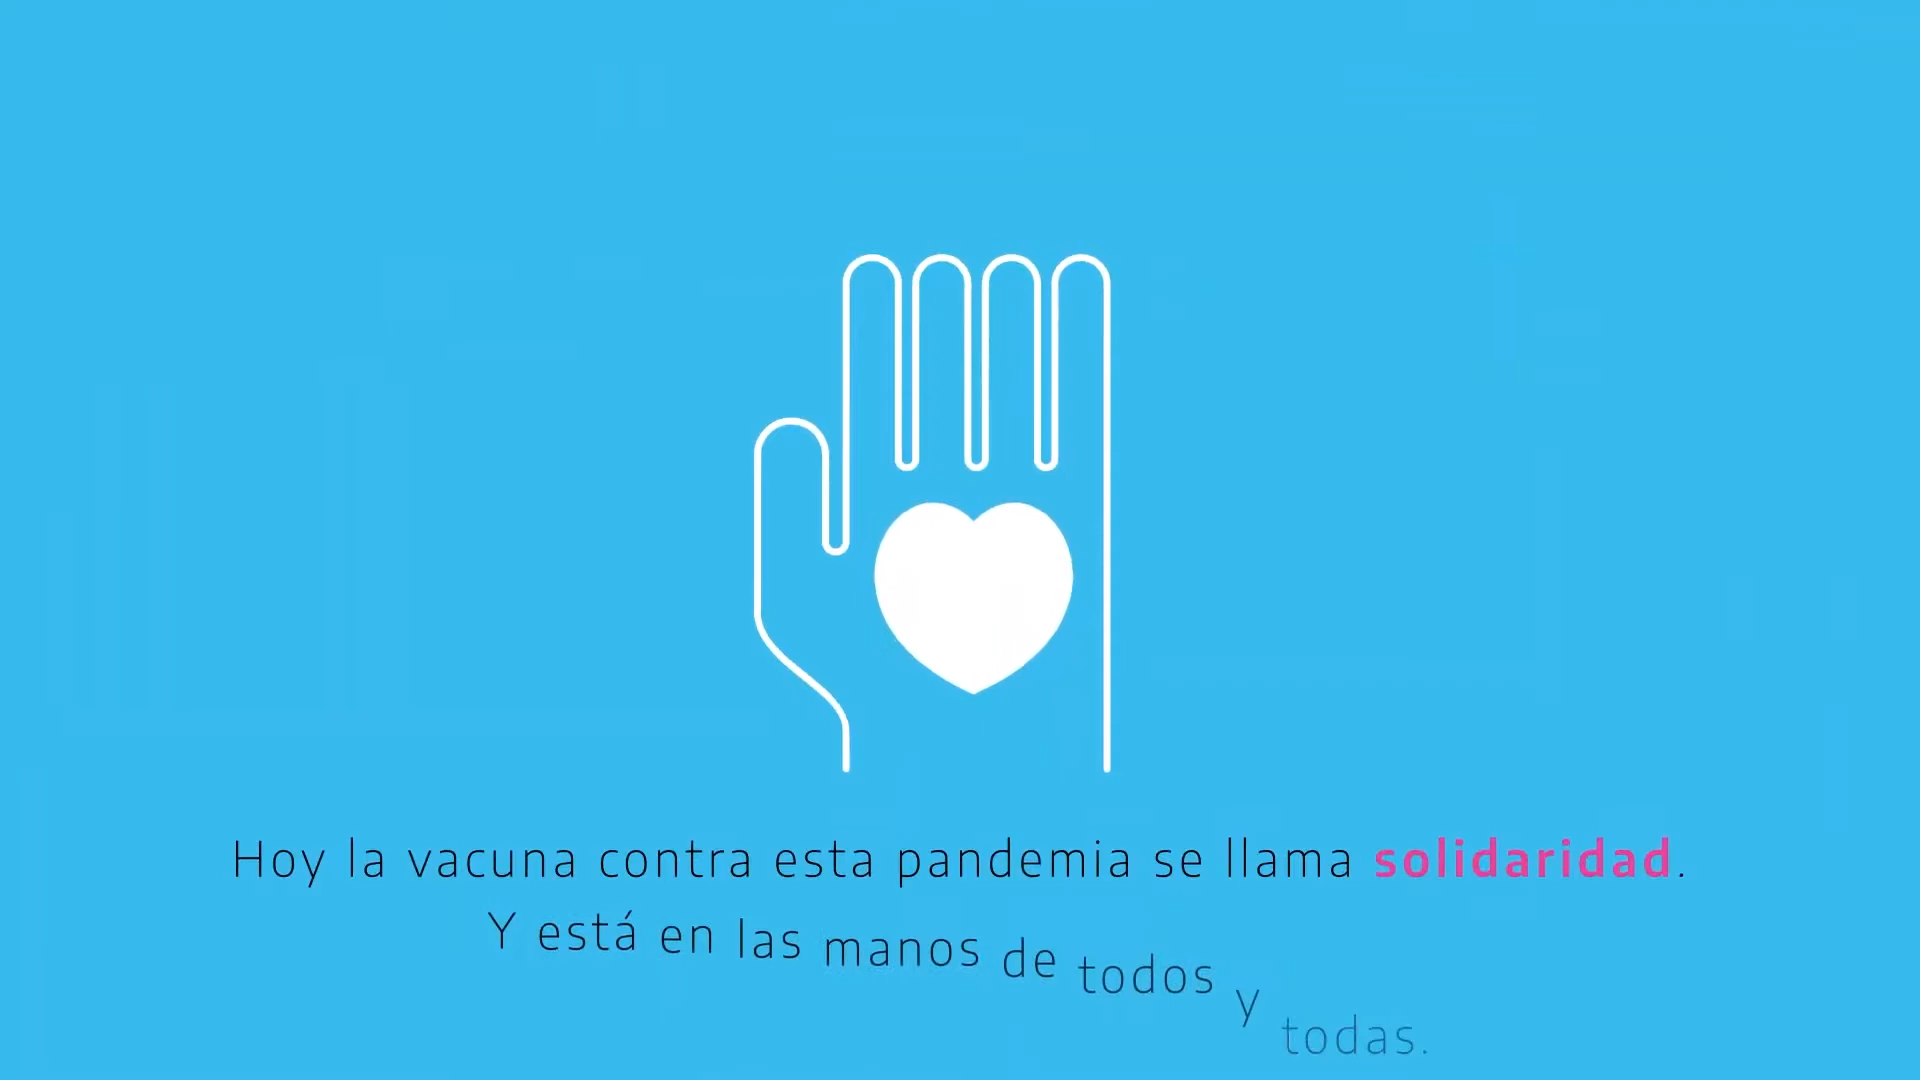 Hoy la vacuna contra esta pandemia se llama solidaridad.
Y está en las manos de todos y todas.